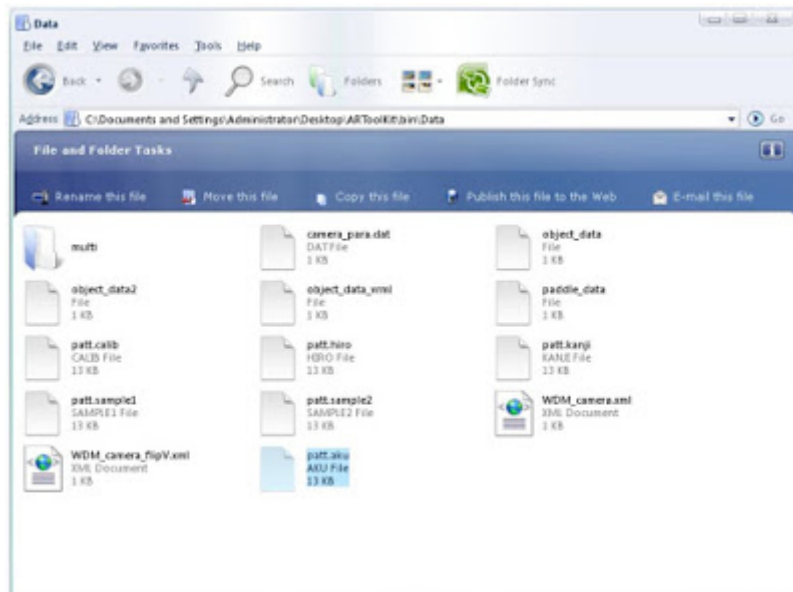 Data
File Edit View Favorites Tools Help
Back Search Folders Folder Sync
Address C:\Documents and Settings\Administrator\Desktop\ARToolKit\bin\Data Go
File and Folder Tasks
Rename this file Move this file Copy this file Publish this file to the Web E-mail this file
multi
camera_para.dat
DAT File
1 KB
object_data
File
1 KB
object_data2
File
1 KB
object_data_vrml
File
1 KB
paddle_data
File
1 KB
patt.calib
CALIB File
13 KB
patt.hiro
HIRO File
13 KB
patt.kanji
KANJI File
13 KB
patt.sample1
SAMPLE1 File
13 KB
patt.sample2
SAMPLE2 File
13 KB
WDM_camera.xml
XML Document
1 KB
WDM_camera_flipV.xml
XML Document
1 KB
patt.aku
AKU File
13 KB